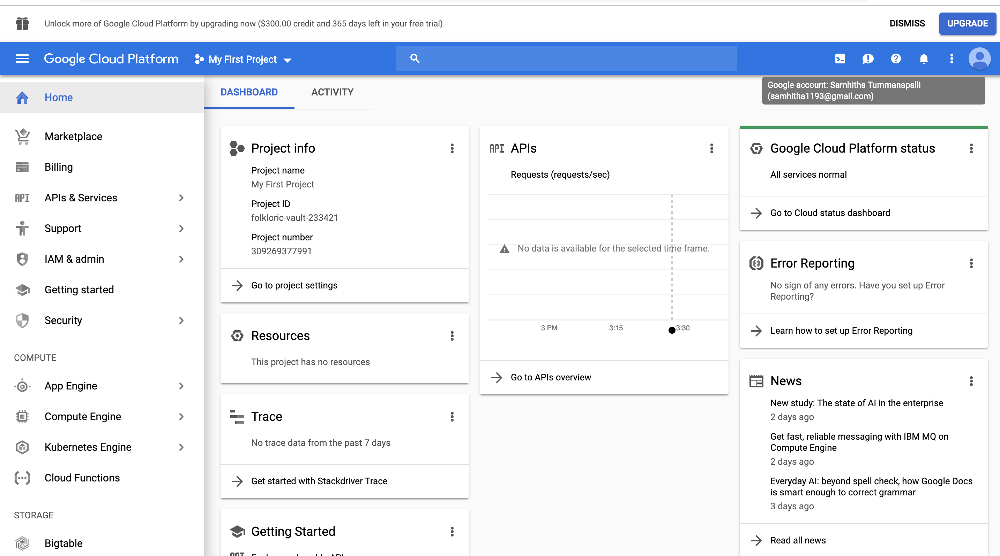 Unlock more of Google Cloud Platform by upgrading now ($300.00 credit and 365 days left in your free trial).
DISMISS
UPGRADE
Google Cloud Platform
My First Project
Google account: Samhitha Tummanapalli
(samhitha1193@gmail.com)
Home
Marketplace
Billing
API
APIs & Services
Support
IAM & admin
Getting started
Security
COMPUTE
App Engine
Compute Engine
Kubernetes Engine
Cloud Functions
STORAGE
Bigtable
DASHBOARD
ACTIVITY
Project info
Project name
My First Project
Project ID
folkloric-vault-233421
Project number
309269377991
Go to project settings
Resources
This project has no resources
Trace
No trace data from the past 7 days
Get started with Stackdriver Trace
Getting Started
API
Explore and enable APIs
API
APIs
Requests (requests/sec)
No data is available for the selected time frame.
3 PM
3:15
3:30
Go to APIs overview
Google Cloud Platform status
All services normal
Go to Cloud status dashboard
Error Reporting
No sign of any errors. Have you set up Error
Reporting?
Learn how to set up Error Reporting
News
New study: The state of AI in the enterprise
2 days ago
Get fast, reliable messaging with IBM MQ on
Compute Engine
2 days ago
Everyday AI: beyond spell check, how Google Docs
is smart enough to correct grammar
3 days ago
Read all news